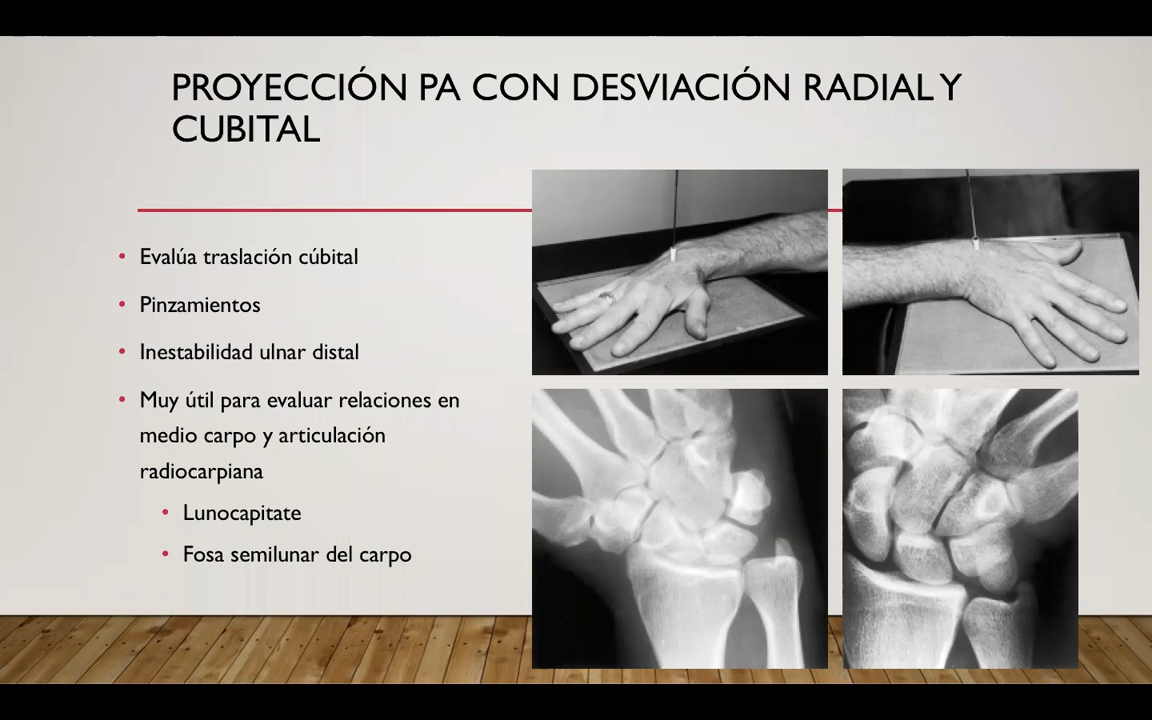 PROYECCIÓN PA CON DESVIACIÓN RADIAL Y
CUBITAL
• Evalúa traslación cúbital
• Pinzamientos
• Inestabilidad ulnar distal
• Muy útil para evaluar relaciones en
medio carpo y articulación
radiocarpiana
• Lunocapitate
• Fosa semilunar del carpo